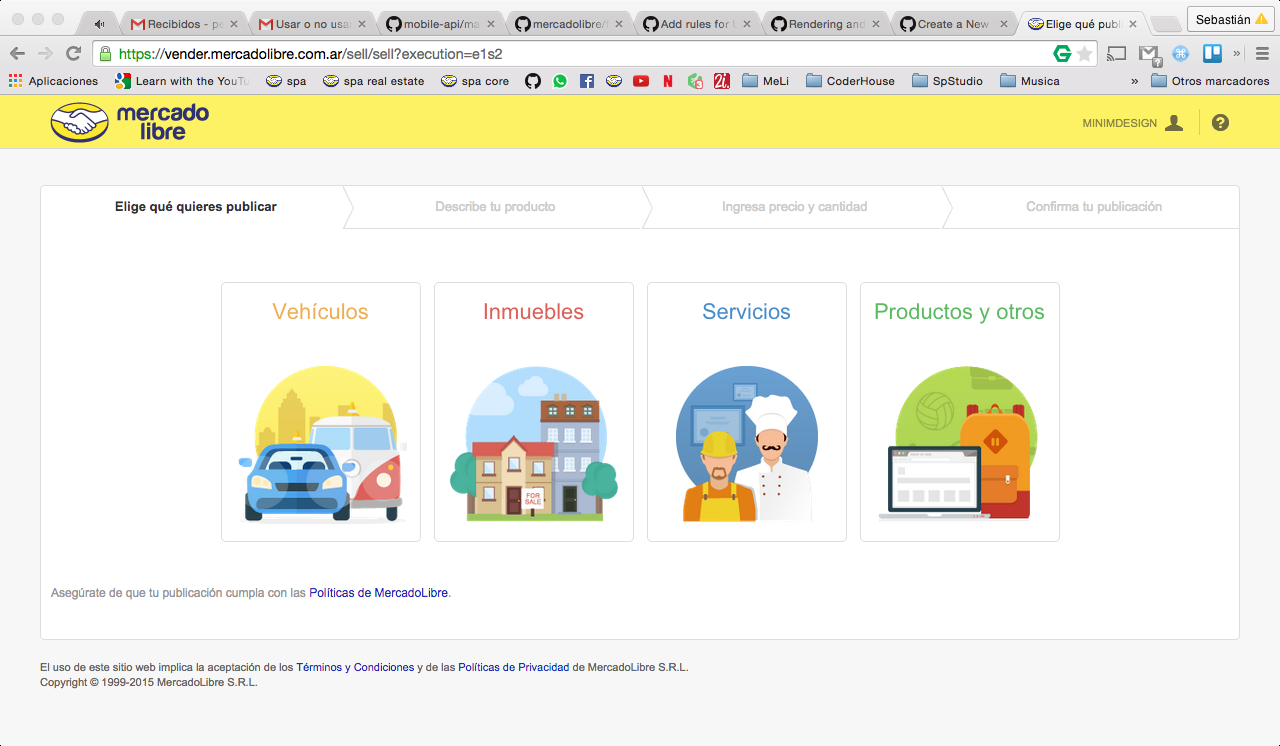 Recibidos - pe
Usar o no usa
mobile-api/ma
mercadolibre/f
Add rules for
Rendering and
Create a New
Elige qué publ
Sebastián
https://vender.mercadolibre.com.ar/sell/sell?execution=e1s2
Aplicaciones
Learn with the YouTu
spa
spa real estate
spa core
MeLi
CoderHouse
SpStudio
Musica
»
Otros marcadores
mercado
libre
MINIMDESIGN
?
Elige qué quieres publicar
Describe tu producto
Ingresa precio y cantidad
Confirma tu publicación
Vehículos
Inmuebles
Servicios
Productos y otros
FOR
SALE
Asegúrate de que tu publicación cumpla con las Políticas de MercadoLibre.
El uso de este sitio web implica la aceptación de los Términos y Condiciones y de las Políticas de Privacidad de MercadoLibre S.R.L.
Copyright © 1999-2015 MercadoLibre S.R.L.